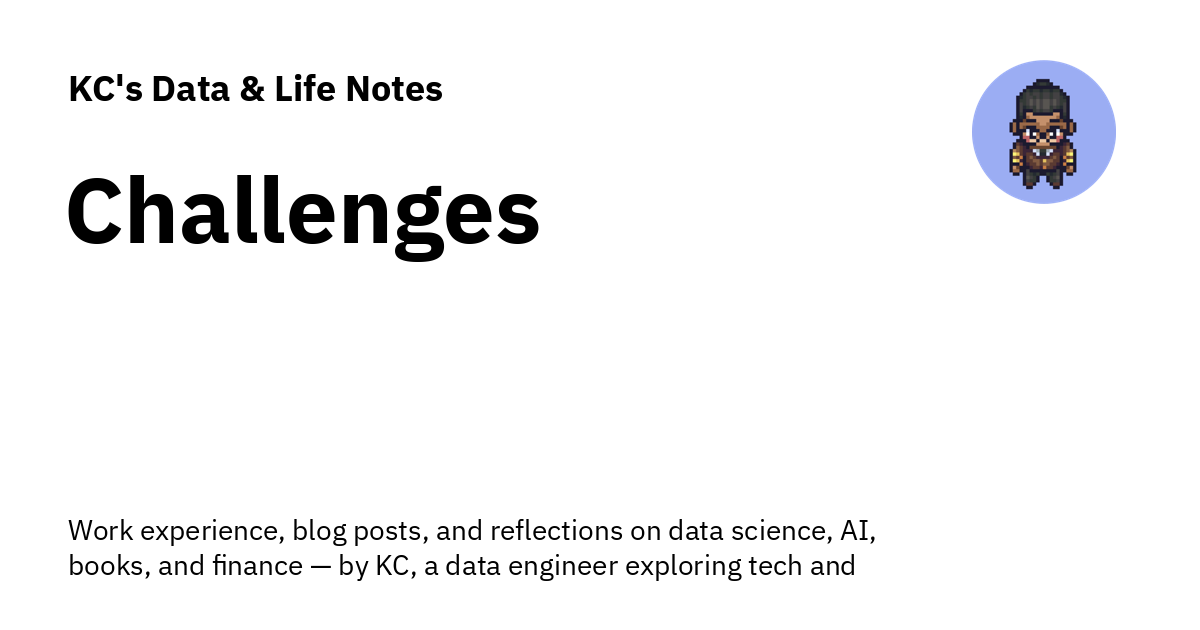 KC's Data & Life Notes
Challenges
Work experience, blog posts, and reflections on data science, AI,
books, and finance — by KC, a data engineer exploring tech and